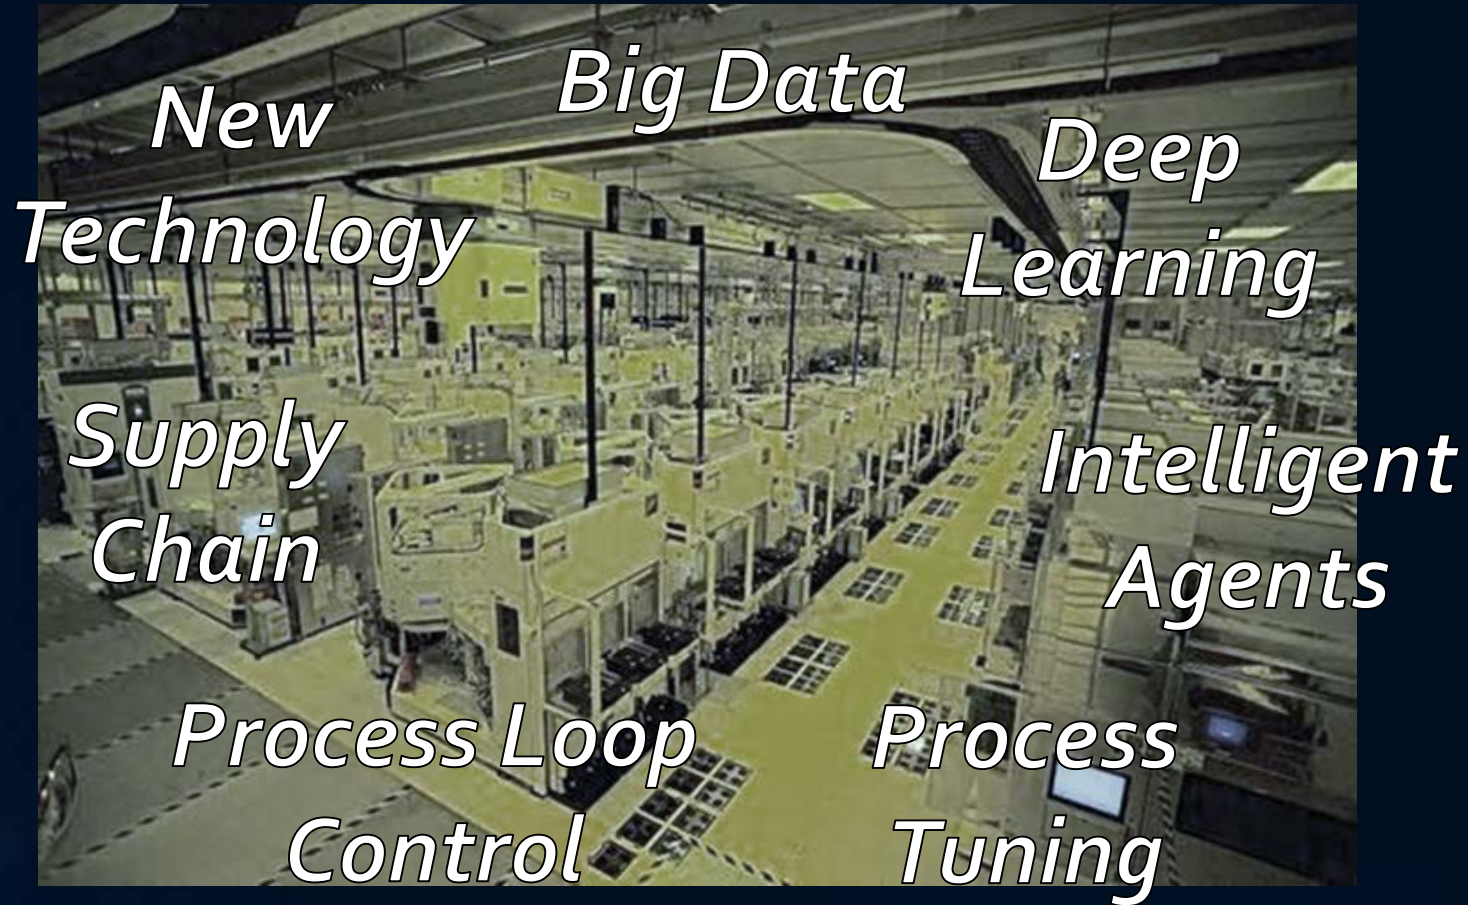 Big Data
New
Technology
Deep
Learning
Supply
Chain
Intelligent
Agents
Process Loop
Control
Process
Tuning